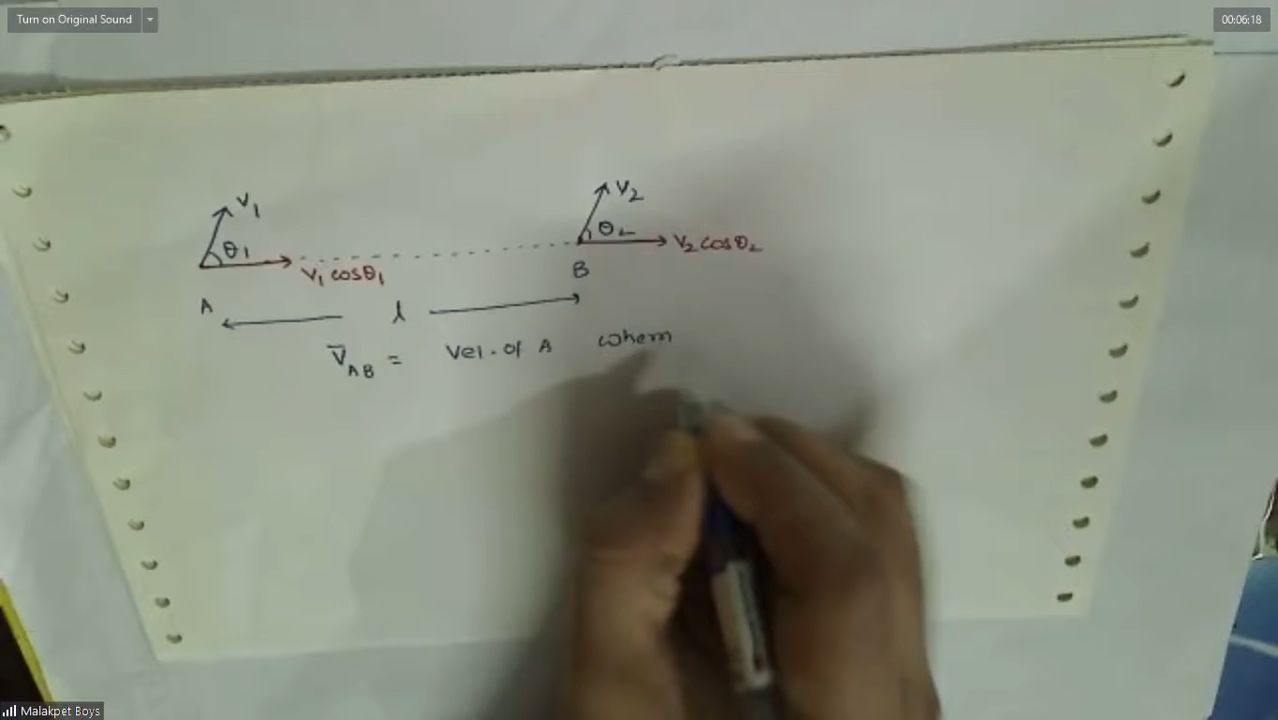 Turn on Original Sound
00:06:18
V1
V2
θ1
θ2
V1 cosθ1
V2 cosθ2
A
B
l
V̅AB = Vel. of A when
Malakpet Boys